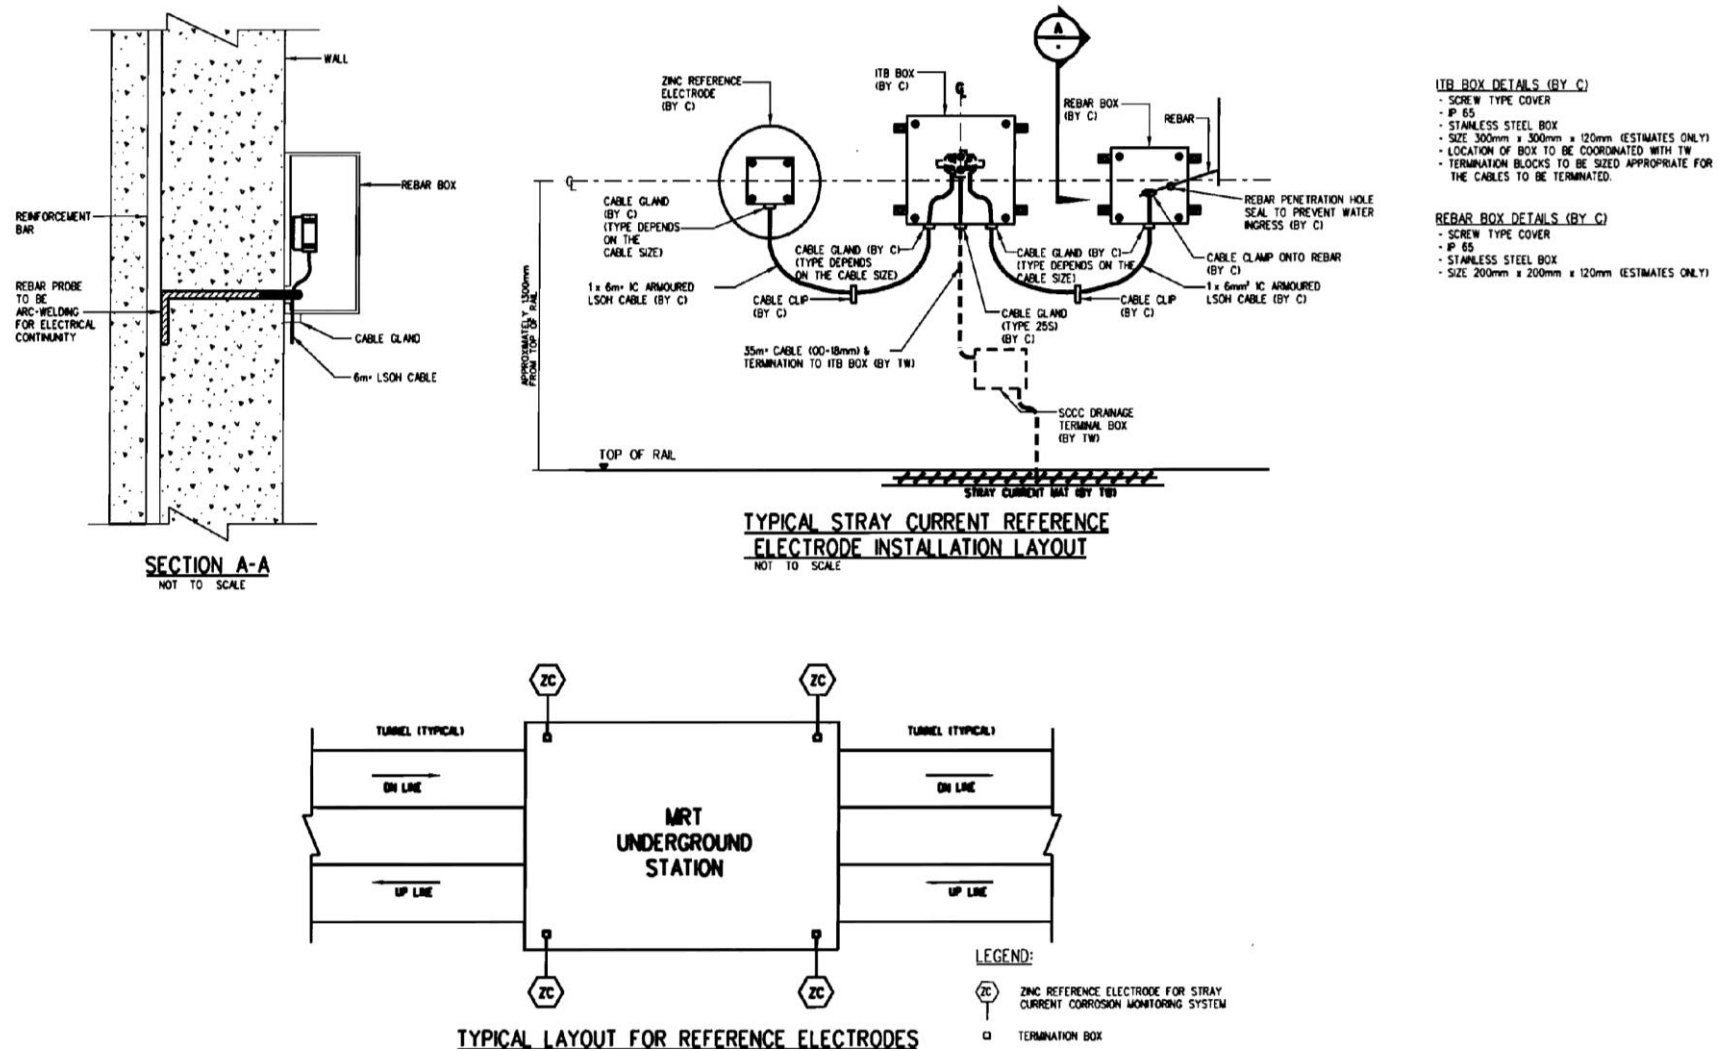 WALL
REBAR BOX
REINFORCEMENT
BAR
REBAR PROBE
TO BE
ARC-WELDING
FOR ELECTRICAL
CONTINUITY
CABLE GLAND
6m² LSOH CABLE
SECTION A-A
NOT TO SCALE
A
ZINC REFERENCE
ELECTRODE
(BY C)
ITB BOX
(BY C)
REBAR BOX
(BY C)
REBAR
CABLE GLAND
(BY C)
(TYPE DEPENDS
ON THE
CABLE SIZE)
CABLE GLAND (BY C)
(TYPE DEPENDS
ON THE CABLE SIZE)
CABLE GLAND (BY C)
(TYPE DEPENDS ON THE
CABLE SIZE)
REBAR PENETRATION HOLE
SEAL TO PREVENT WATER
INGRESS (BY C)
CABLE CLAMP ONTO REBAR
(BY C)
1 x 6m² IC ARMOURED
LSOH CABLE (BY C)
CABLE CLIP
(BY C)
CABLE GLAND
(TYPE 25S)
(BY C)
CABLE CLIP
(BY C)
1 x 6mm² IC ARMOURED
LSOH CABLE (BY C)
APPROXIMATELY 1300mm
FROM TOP OF RAIL
35m² CABLE (OD-18mm) &
TERMINATION TO ITB BOX (BY TW)
SCCC DRAINAGE
TERMINAL BOX
(BY TW)
TOP OF RAIL
STRAY CURRENT MAT (BY TW)
TYPICAL STRAY CURRENT REFERENCE
ELECTRODE INSTALLATION LAYOUT
NOT TO SCALE
ITB BOX DETAILS (BY C)
- SCREW TYPE COVER
- IP 65
- STAINLESS STEEL BOX
- SIZE 300mm x 300mm x 120mm (ESTIMATES ONLY)
- LOCATION OF BOX TO BE COORDINATED WITH TW
- TERMINATION BLOCKS TO BE SIZED APPROPRIATE FOR
THE CABLES TO BE TERMINATED.
REBAR BOX DETAILS (BY C)
- SCREW TYPE COVER
- IP 65
- STAINLESS STEEL BOX
- SIZE 200mm x 200mm x 120mm (ESTIMATES ONLY)
ZC
ZC
TUNNEL (TYPICAL)
TUNNEL (TYPICAL)
DN LINE
DN LINE
MRT
UNDERGROUND
STATION
UP LINE
UP LINE
ZC
ZC
LEGEND:
ZC
ZINC REFERENCE ELECTRODE FOR STRAY
CURRENT CORROSION MONITORING SYSTEM
TERMINATION BOX
TYPICAL LAYOUT FOR REFERENCE ELECTRODES